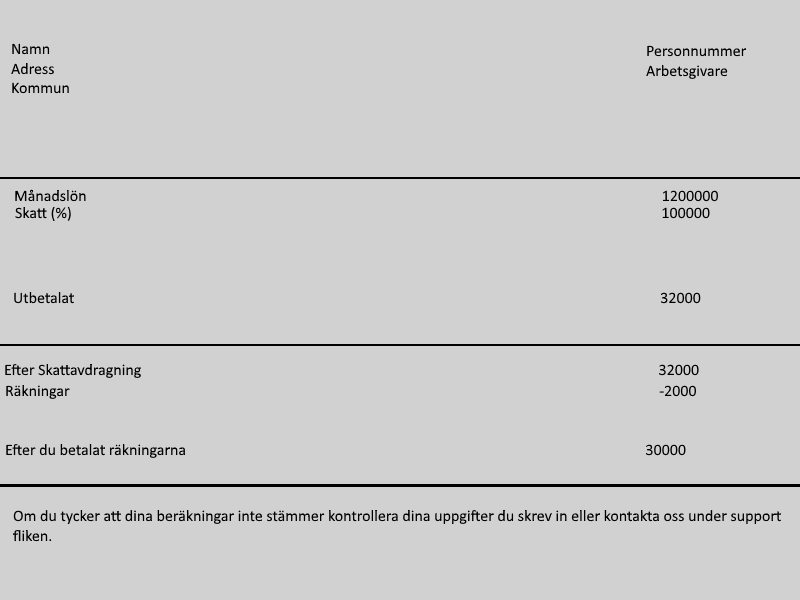 Namn
Personnummer
Adress
Arbetsgivare
Kommun
Månadslön 1200000
Skatt (%) 100000
Utbetalat 32000
Efter Skattavdragning 32000
Räkningar -2000
Efter du betalat räkningarna 30000
Om du tycker att dina beräkningar inte stämmer kontrollera dina uppgifter du skrev in eller kontakta oss under support
fliken.